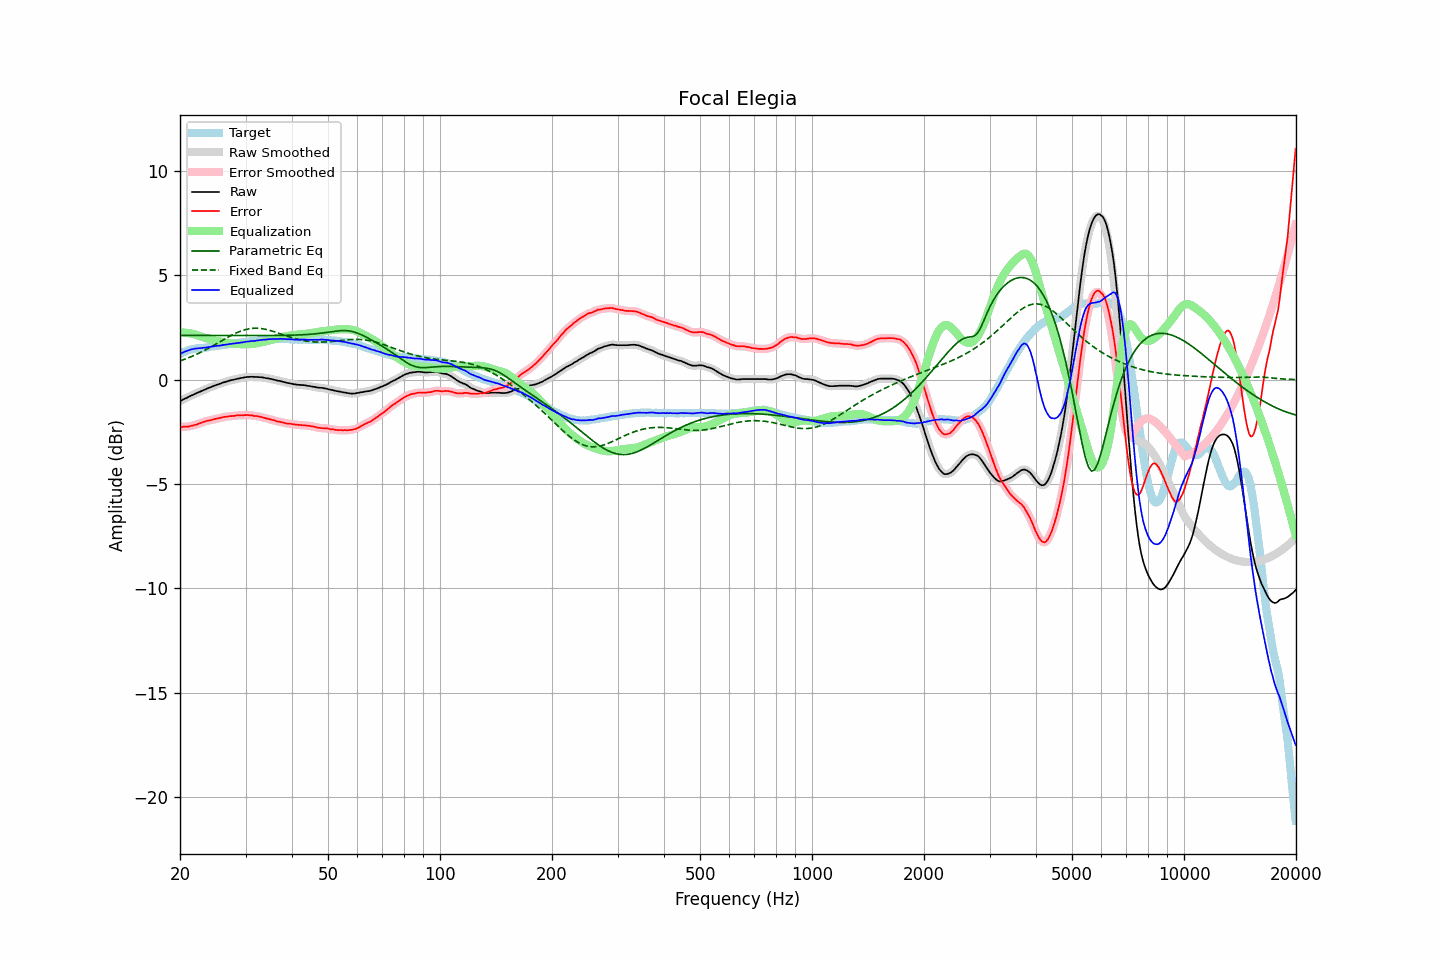 Focal Elegia
Target
Raw Smoothed
Error Smoothed
Raw
Error
Equalization
Parametric Eq
Fixed Band Eq
Equalized
10
5
0
−5
−10
−15
−20
Amplitude (dBr)
20 50 100 200 500 1000 2000 5000 10000 20000
Frequency (Hz)